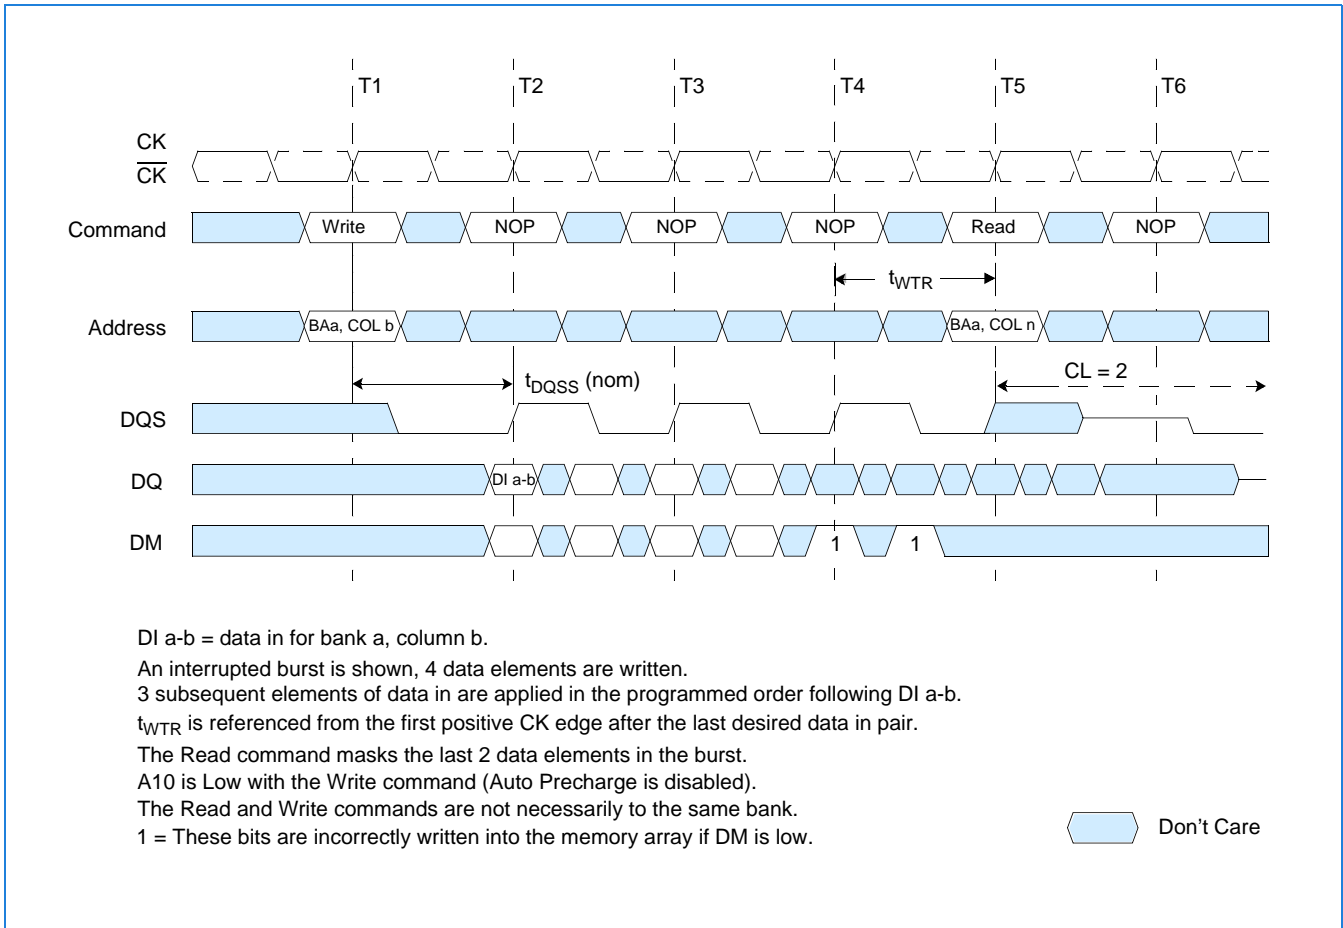 T1 T2 T3 T4 T5 T6
CK
CK
Command Write NOP NOP NOP Read NOP
tWTR
Address BAa, COL b BAa, COL n
tDQSS (nom) CL = 2
DQS
DQ DI a-b
DM 1 1
DI a-b = data in for bank a, column b.
An interrupted burst is shown, 4 data elements are written.
3 subsequent elements of data in are applied in the programmed order following DI a-b.
tWTR is referenced from the first positive CK edge after the last desired data in pair.
The Read command masks the last 2 data elements in the burst.
A10 is Low with the Write command (Auto Precharge is disabled).
The Read and Write commands are not necessarily to the same bank.
1 = These bits are incorrectly written into the memory array if DM is low.
Don't Care